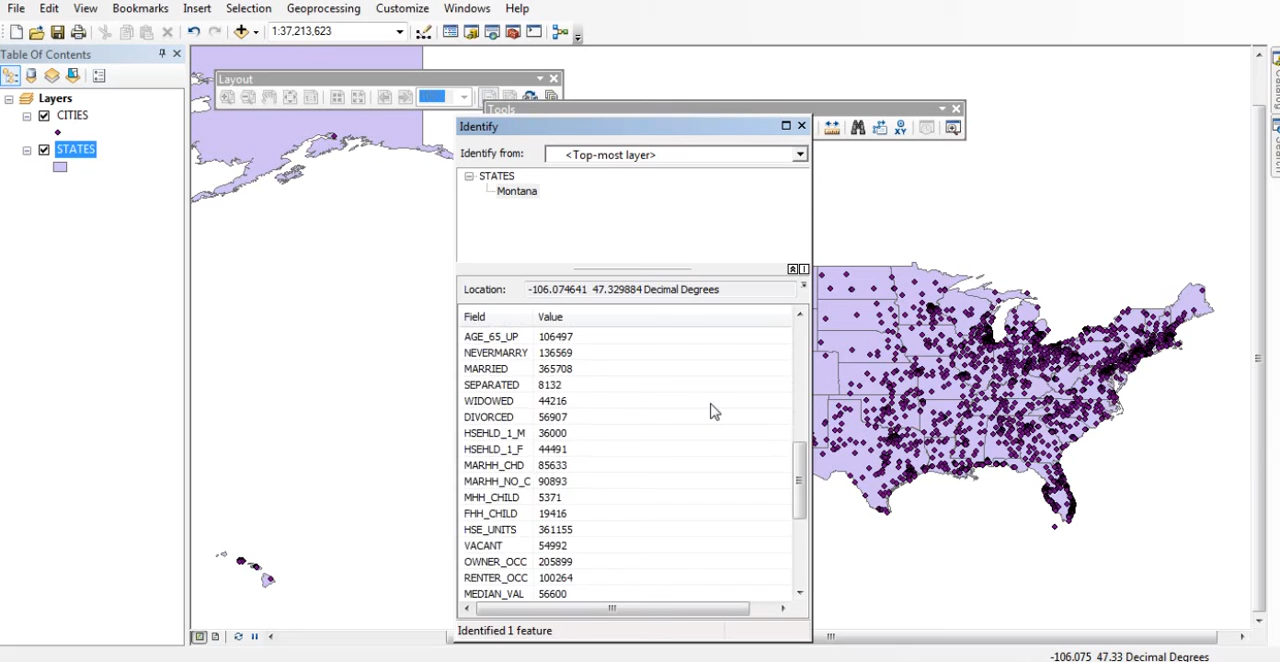 File Edit View Bookmarks Insert Selection Geoprocessing Customize Windows Help
1:37,213,623
Table Of Contents
Layers
CITIES
STATES
Layout
Tools
Identify
Identify from: <Top-most layer>
STATES
Montana
Location: -106.074641 47.329884 Decimal Degrees
Field Value
AGE_65_UP 106497
NEVERMARRY 136569
MARRIED 365708
SEPARATED 8132
WIDOWED 44216
DIVORCED 56907
HSEHLD_1_M 36000
HSEHLD_1_F 44491
MARHH_CHD 85633
MARHH_NO_C 90893
MHH_CHILD 5371
FHH_CHILD 19416
HSE_UNITS 361155
VACANT 54992
OWNER_OCC 205899
RENTER_OCC 100264
MEDIAN_VAL 56600
Identified 1 feature
-106.075 47.33 Decimal Degrees